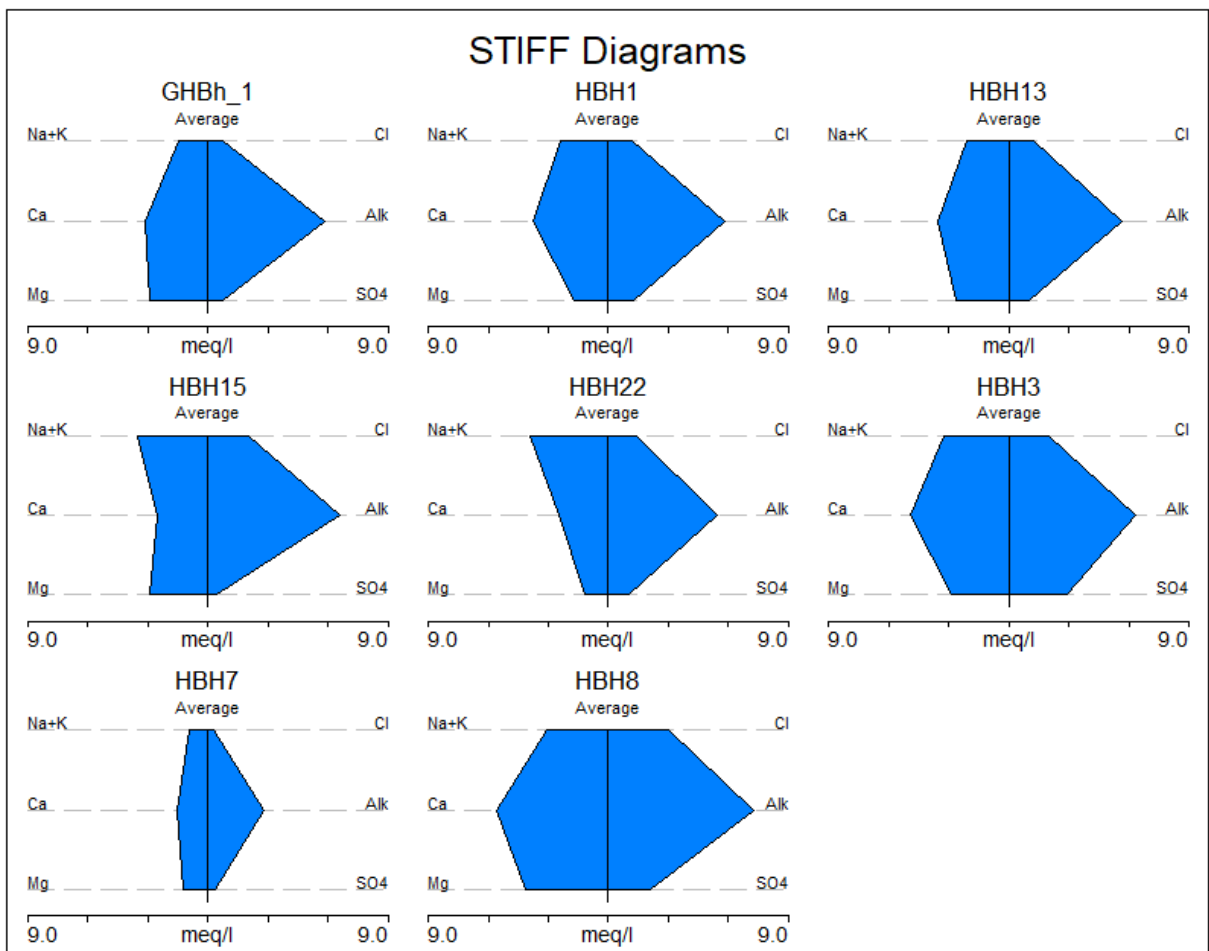 STIFF Diagrams
GHBh_1
Average
Na+K Cl
Ca Alk
Mg SO4
9.0 meq/l 9.0
HBH1
Average
Na+K Cl
Ca Alk
Mg SO4
9.0 meq/l 9.0
HBH13
Average
Na+K Cl
Ca Alk
Mg SO4
9.0 meq/l 9.0
HBH15
Average
Na+K Cl
Ca Alk
Mg SO4
9.0 meq/l 9.0
HBH22
Average
Na+K Cl
Ca Alk
Mg SO4
9.0 meq/l 9.0
HBH3
Average
Na+K Cl
Ca Alk
Mg SO4
9.0 meq/l 9.0
HBH7
Average
Na+K Cl
Ca Alk
Mg SO4
9.0 meq/l 9.0
HBH8
Average
Na+K Cl
Ca Alk
Mg SO4
9.0 meq/l 9.0